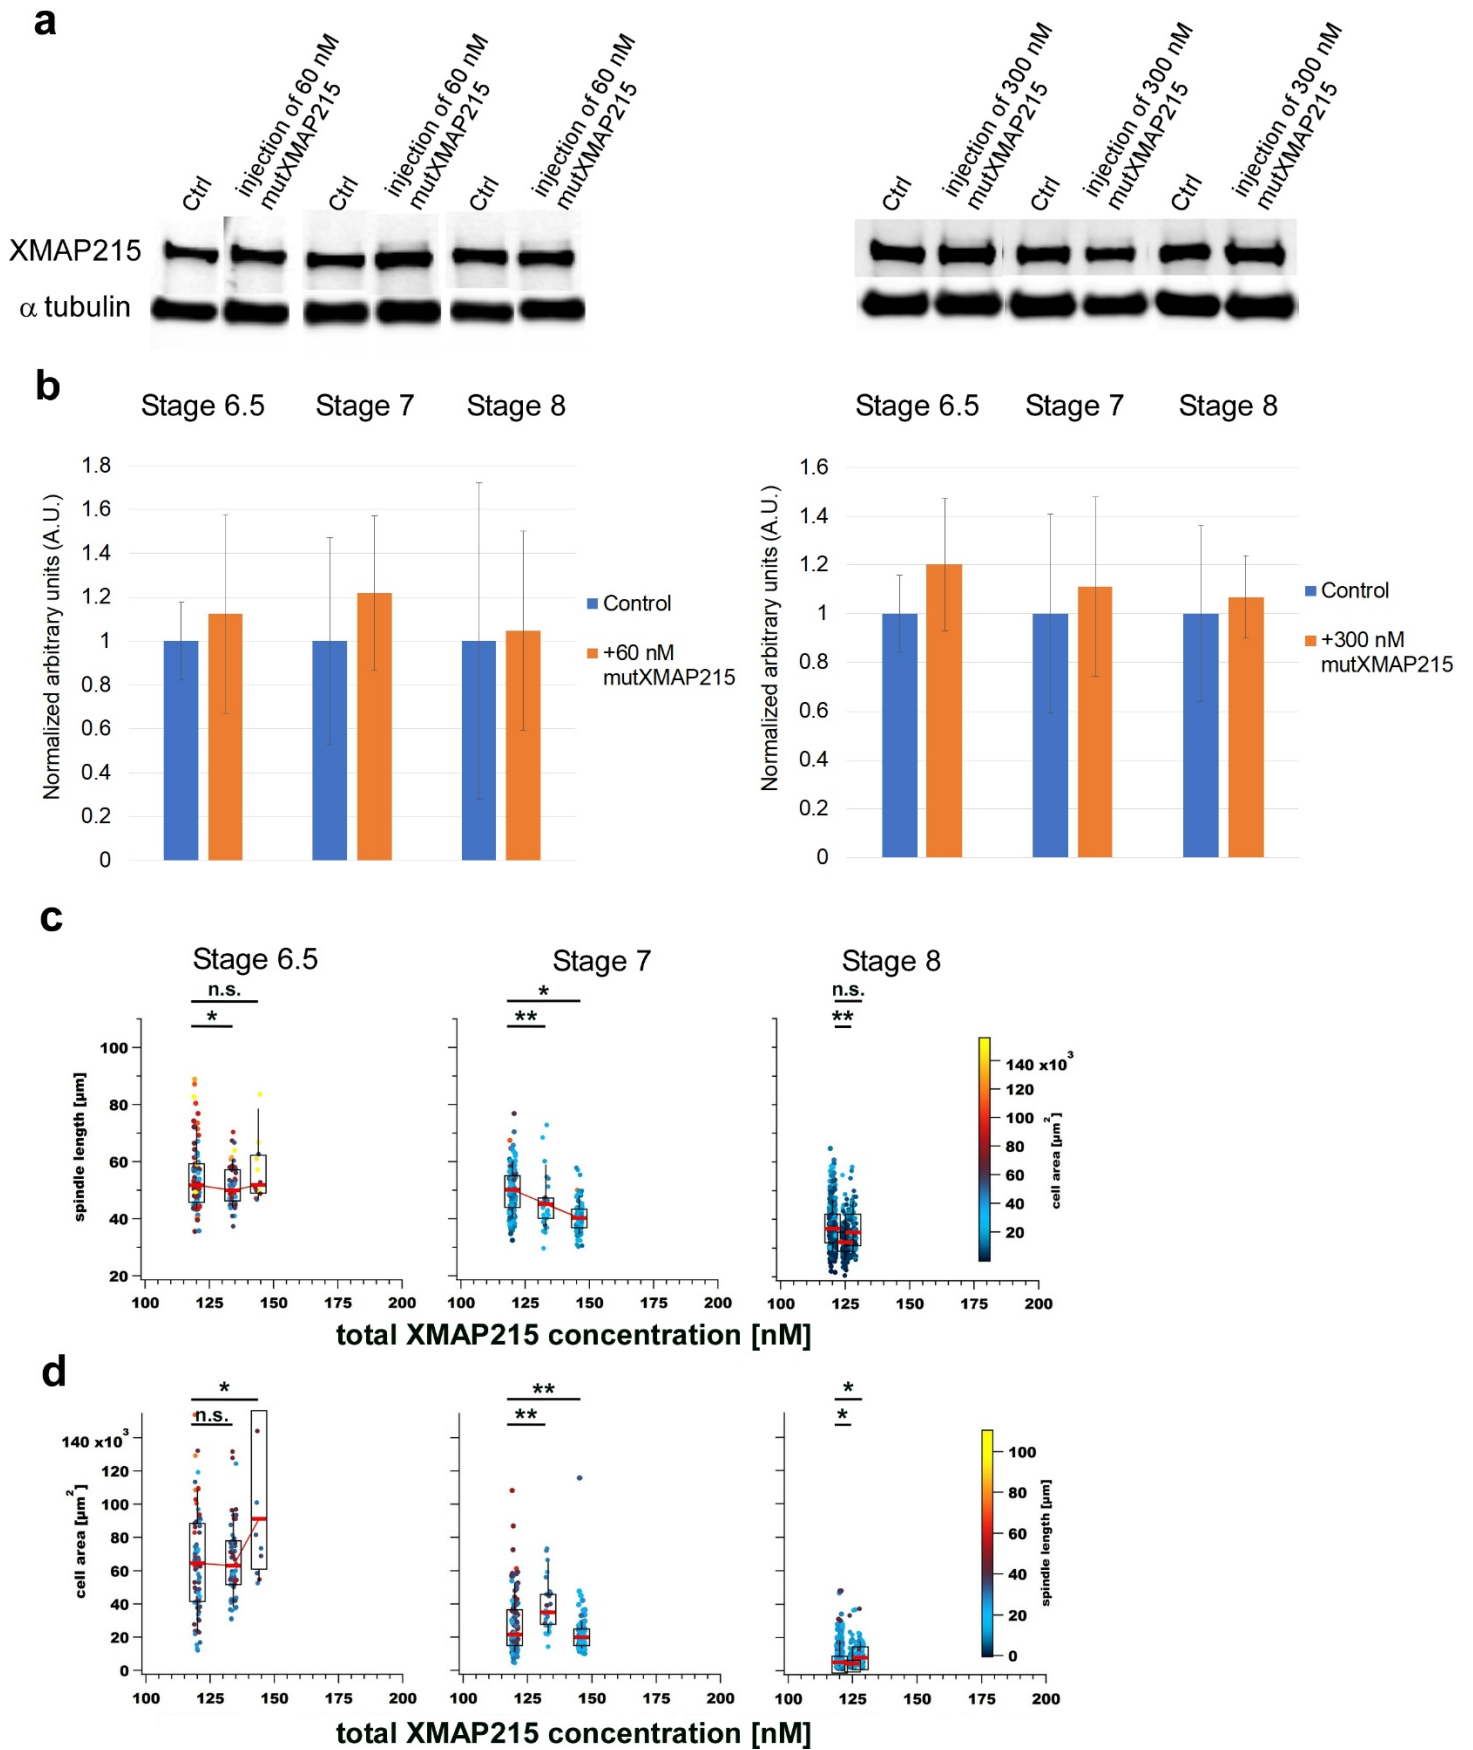 a
Ctrl
injection of 60 nM
mutXMAP215
Ctrl
injection of 60 nM
mutXMAP215
Ctrl
injection of 60 nM
mutXMAP215
Ctrl
injection of 300 nM
mutXMAP215
Ctrl
injection of 300 nM
mutXMAP215
Ctrl
injection of 300 nM
mutXMAP215
XMAP215
α tubulin
b
Stage 6.5 Stage 7 Stage 8
Normalized arbitrary units (A.U.)
1.8
1.6
1.4
1.2
1
0.8
0.6
0.4
0.2
0
Control
+60 nM
mutXMAP215
Stage 6.5 Stage 7 Stage 8
Normalized arbitrary units (A.U.)
1.6
1.4
1.2
1
0.8
0.6
0.4
0.2
0
Control
+300 nM
mutXMAP215
c
Stage 6.5 Stage 7 Stage 8
n.s. * n.s.
* ** **
spindle length [µm]
100
80
60
40
20
100 125 150 175 200
100 125 150 175 200
100 125 150 175 200
140 x10³
120
100
80
60
40
20
cell area [µm²]
total XMAP215 concentration [nM]
d
* ** *
n.s. ** *
cell area [µm²]
140 x10³
120
100
80
60
40
20
0
100 125 150 175 200
100 125 150 175 200
100 125 150 175 200
100
80
60
40
20
0
spindle length [µm]
total XMAP215 concentration [nM]